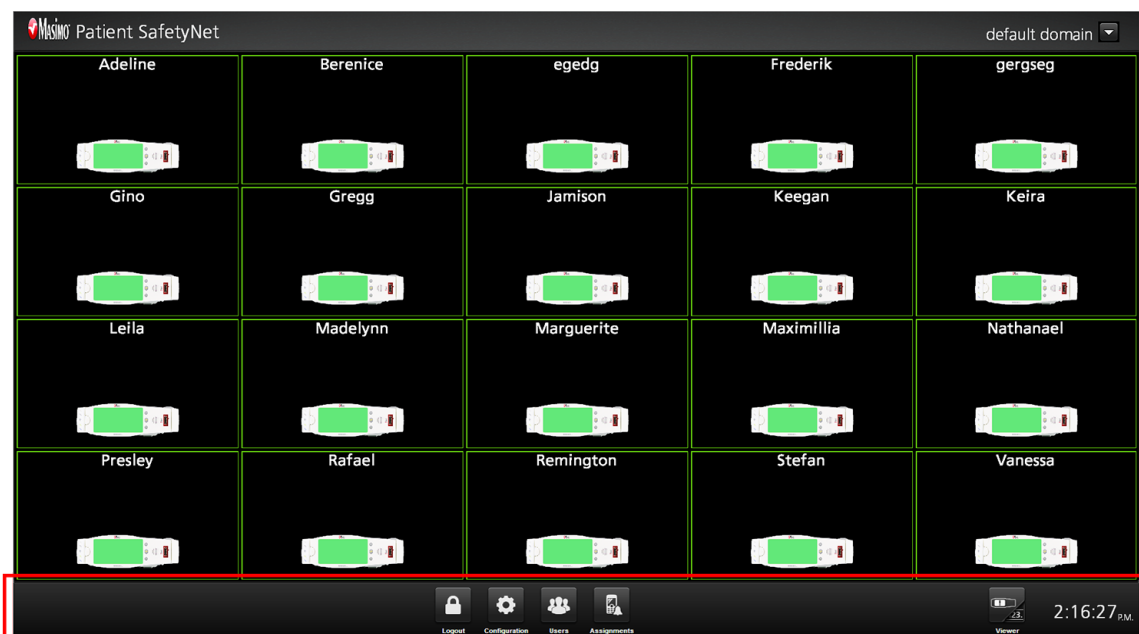 Masimo Patient SafetyNet default domain
Adeline Berenice egedg Frederik gergseg
Gino Gregg Jamison Keegan Keira
Leila Madelynn Marguerite Maximillia Nathanael
Presley Rafael Remington Stefan Vanessa
23.
2:16:27 P.M.
Logout Configuration Users Assignments Viewer